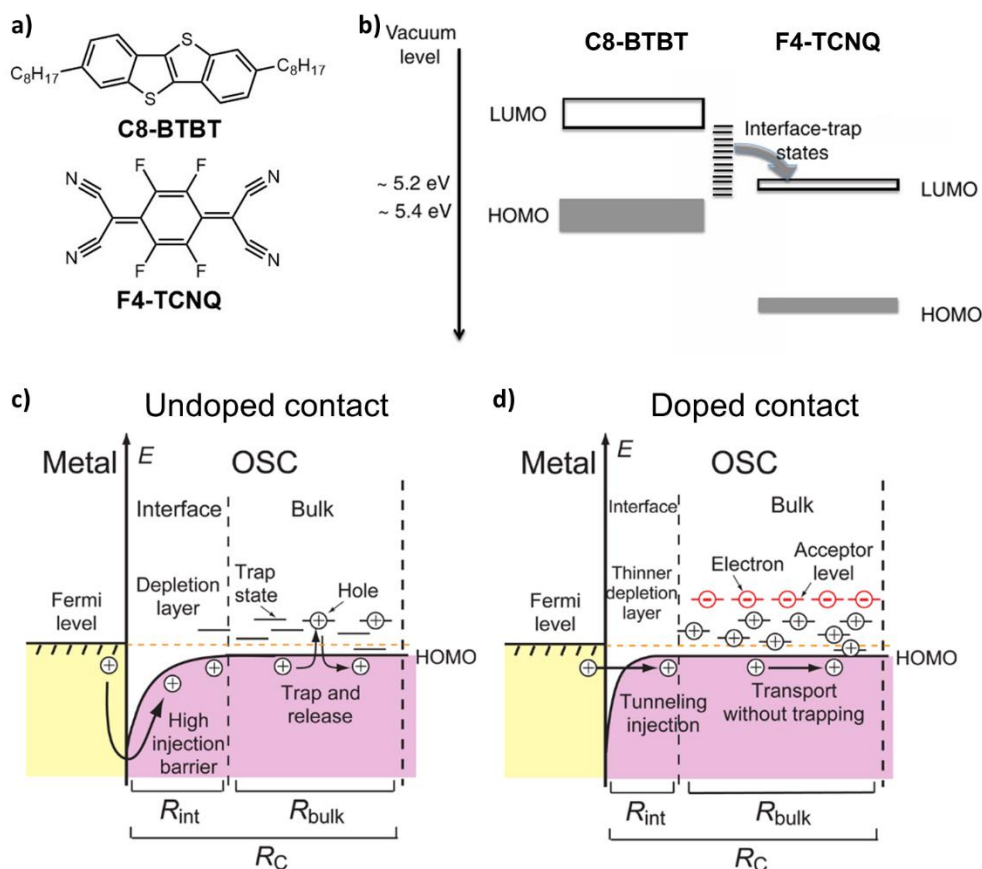 a)
C8H17
S
S
C8H17
C8-BTBT
N
F
F
N
N
F
F
N
F4-TCNQ
b)
Vacuum
level
C8-BTBT
F4-TCNQ
LUMO
Interface-trap
states
~ 5.2 eV
~ 5.4 eV
LUMO
HOMO
HOMO
c)
Undoped contact
Metal
E
OSC
Interface
Bulk
Fermi
level
Depletion
layer
Trap
state
Hole
HOMO
High
injection
barrier
Trap and
release
Rint
Rbulk
RC
d)
Doped contact
Metal
E
OSC
Interface
Bulk
Fermi
level
Thinner
depletion
layer
Electron
Acceptor
level
HOMO
Tunneling
injection
Transport
without trapping
Rint
Rbulk
RC